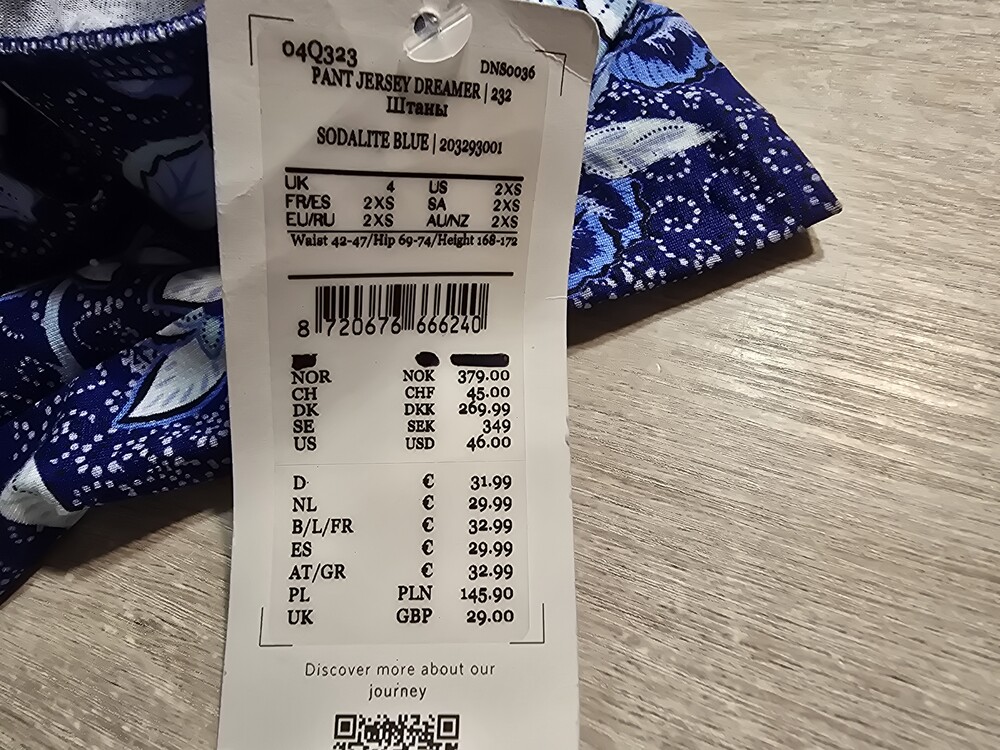 04Q323 DNS0036
PANT JERSEY DREAMER | 232
Штаны
SODALITE BLUE | 203293001
UK 4 US 2XS
FR/ES 2XS SA 2XS
EU/RU 2XS AU/NZ 2XS
Waist 42-47/Hip 69-74/Height 168-172
8 720676 666240
NOR NOK 379.00
CH CHF 45.00
DK DKK 269.99
SE SEK 349
US USD 46.00
D € 31.99
NL € 29.99
B/L/FR € 32.99
ES € 29.99
AT/GR € 32.99
PL PLN 145.90
UK GBP 29.00
Discover more about our
journey